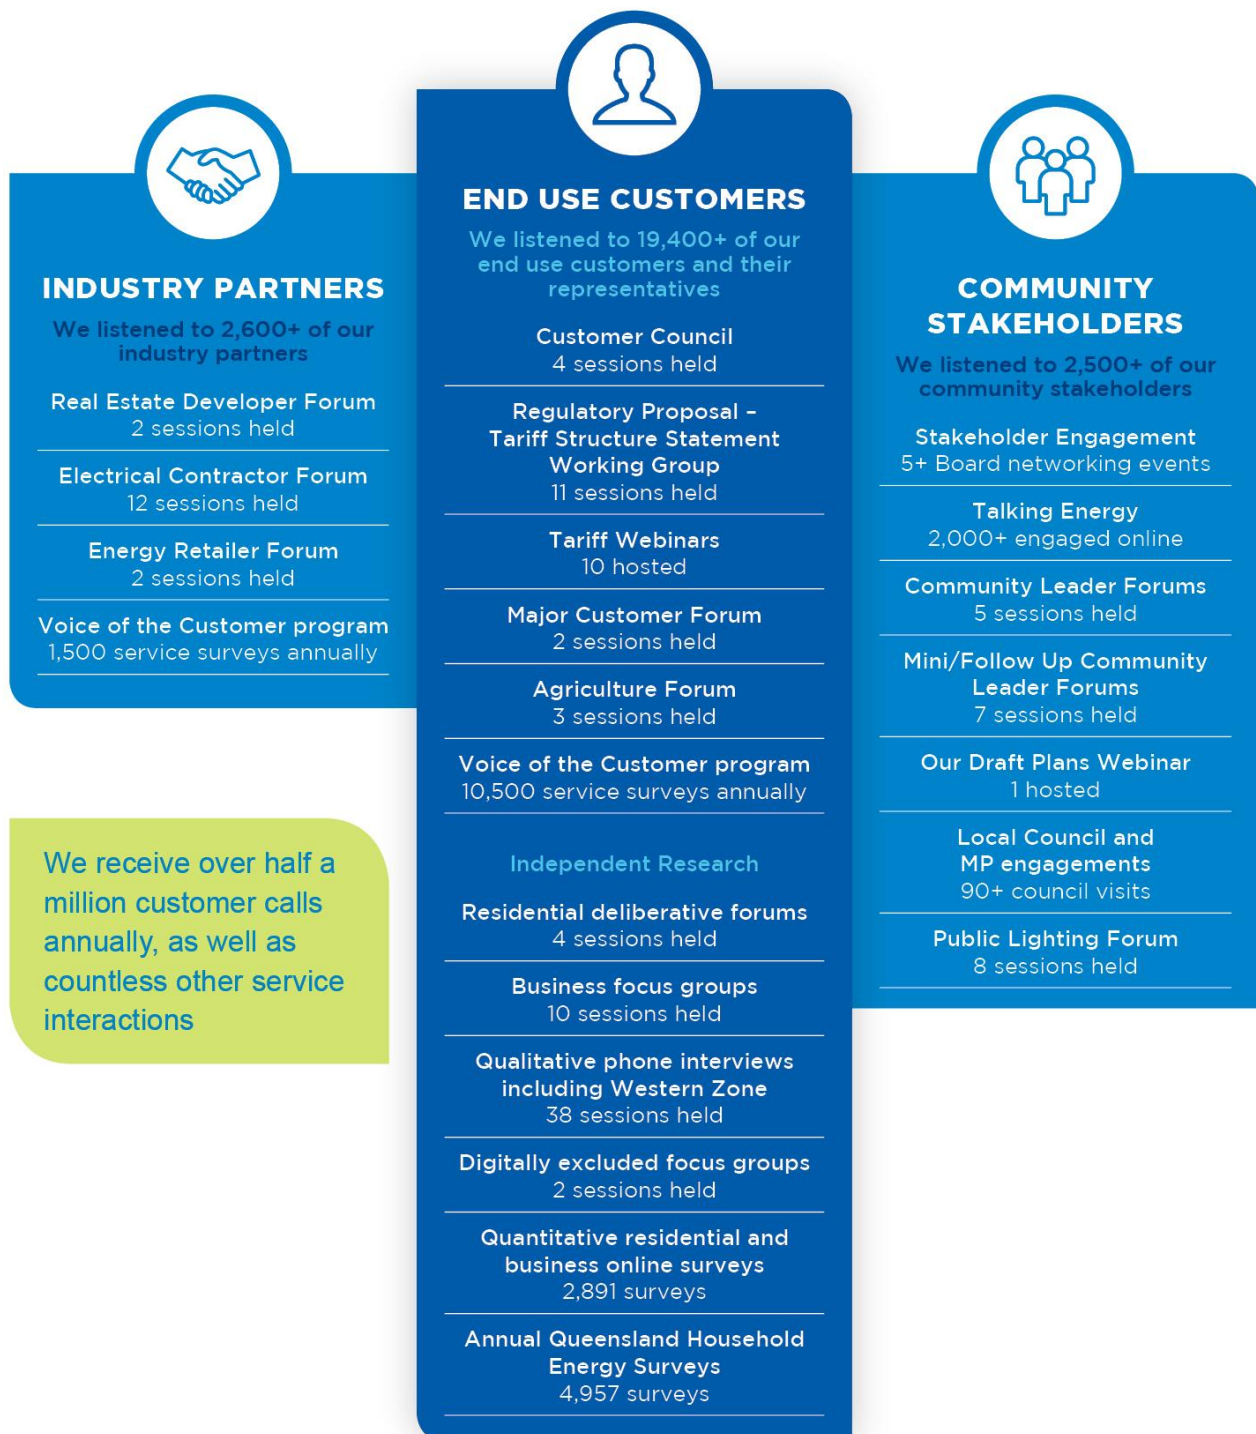 INDUSTRY PARTNERS
We listened to 2,600+ of our
industry partners
Real Estate Developer Forum
2 sessions held
Electrical Contractor Forum
12 sessions held
Energy Retailer Forum
2 sessions held
Voice of the Customer program
1,500 service surveys annually
We receive over half a
million customer calls
annually, as well as
countless other service
interactions
END USE CUSTOMERS
We listened to 19,400+ of our
end use customers and their
representatives
Customer Council
4 sessions held
Regulatory Proposal –
Tariff Structure Statement
Working Group
11 sessions held
Tariff Webinars
10 hosted
Major Customer Forum
2 sessions held
Agriculture Forum
3 sessions held
Voice of the Customer program
10,500 service surveys annually
Independent Research
Residential deliberative forums
4 sessions held
Business focus groups
10 sessions held
Qualitative phone interviews
including Western Zone
38 sessions held
Digitally excluded focus groups
2 sessions held
Quantitative residential and
business online surveys
2,891 surveys
Annual Queensland Household
Energy Surveys
4,957 surveys
COMMUNITY
STAKEHOLDERS
We listened to 2,500+ of our
community stakeholders
Stakeholder Engagement
5+ Board networking events
Talking Energy
2,000+ engaged online
Community Leader Forums
5 sessions held
Mini/Follow Up Community
Leader Forums
7 sessions held
Our Draft Plans Webinar
1 hosted
Local Council and
MP engagements
90+ council visits
Public Lighting Forum
8 sessions held